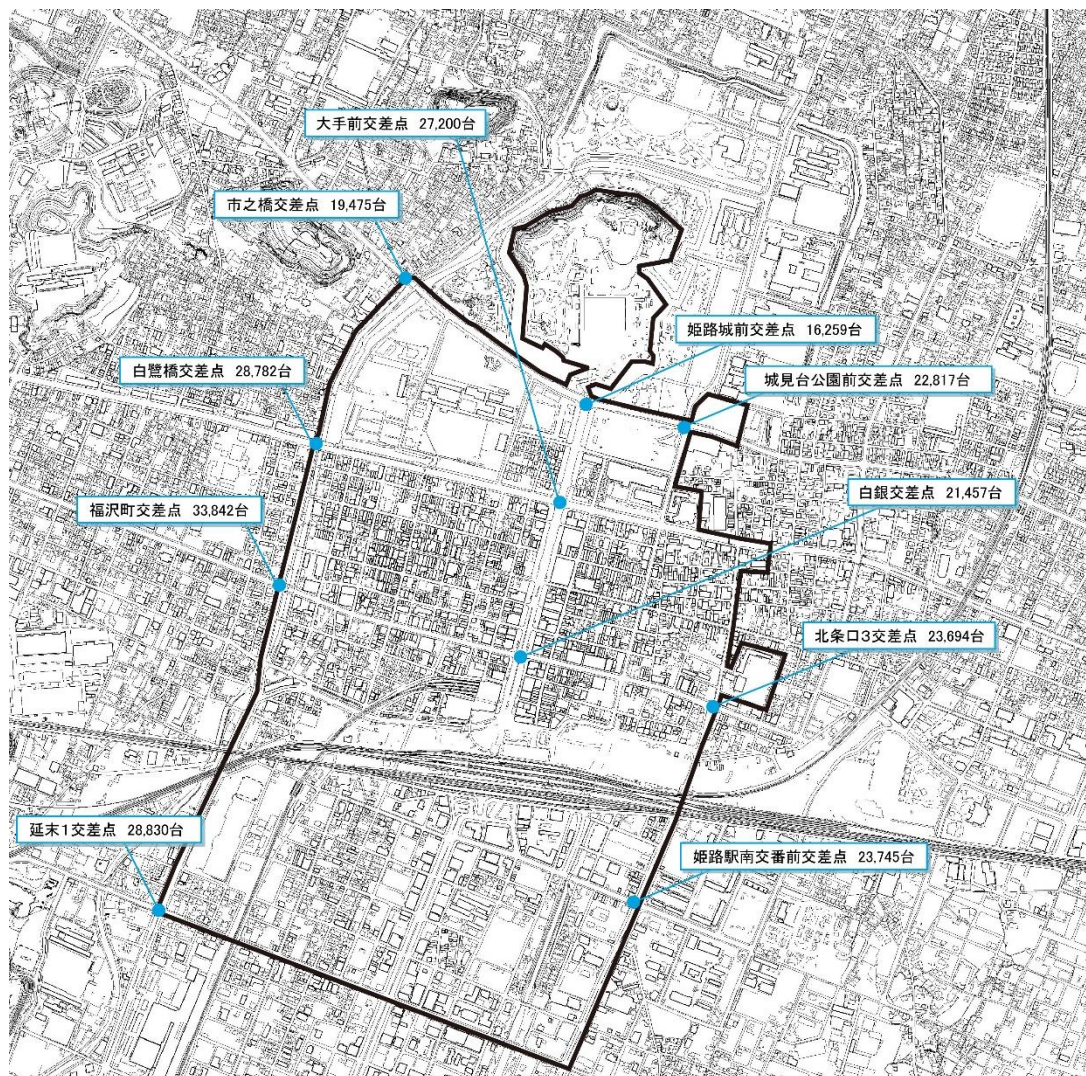 大手前交差点 27,200台
市之橋交差点 19,475台
姫路城前交差点 16,259台
白鷺橋交差点 28,782台
城見台公園前交差点 22,817台
白銀交差点 21,457台
福沢町交差点 33,842台
北条口3交差点 23,694台
延末1交差点 28,830台
姫路駅南交番前交差点 23,745台